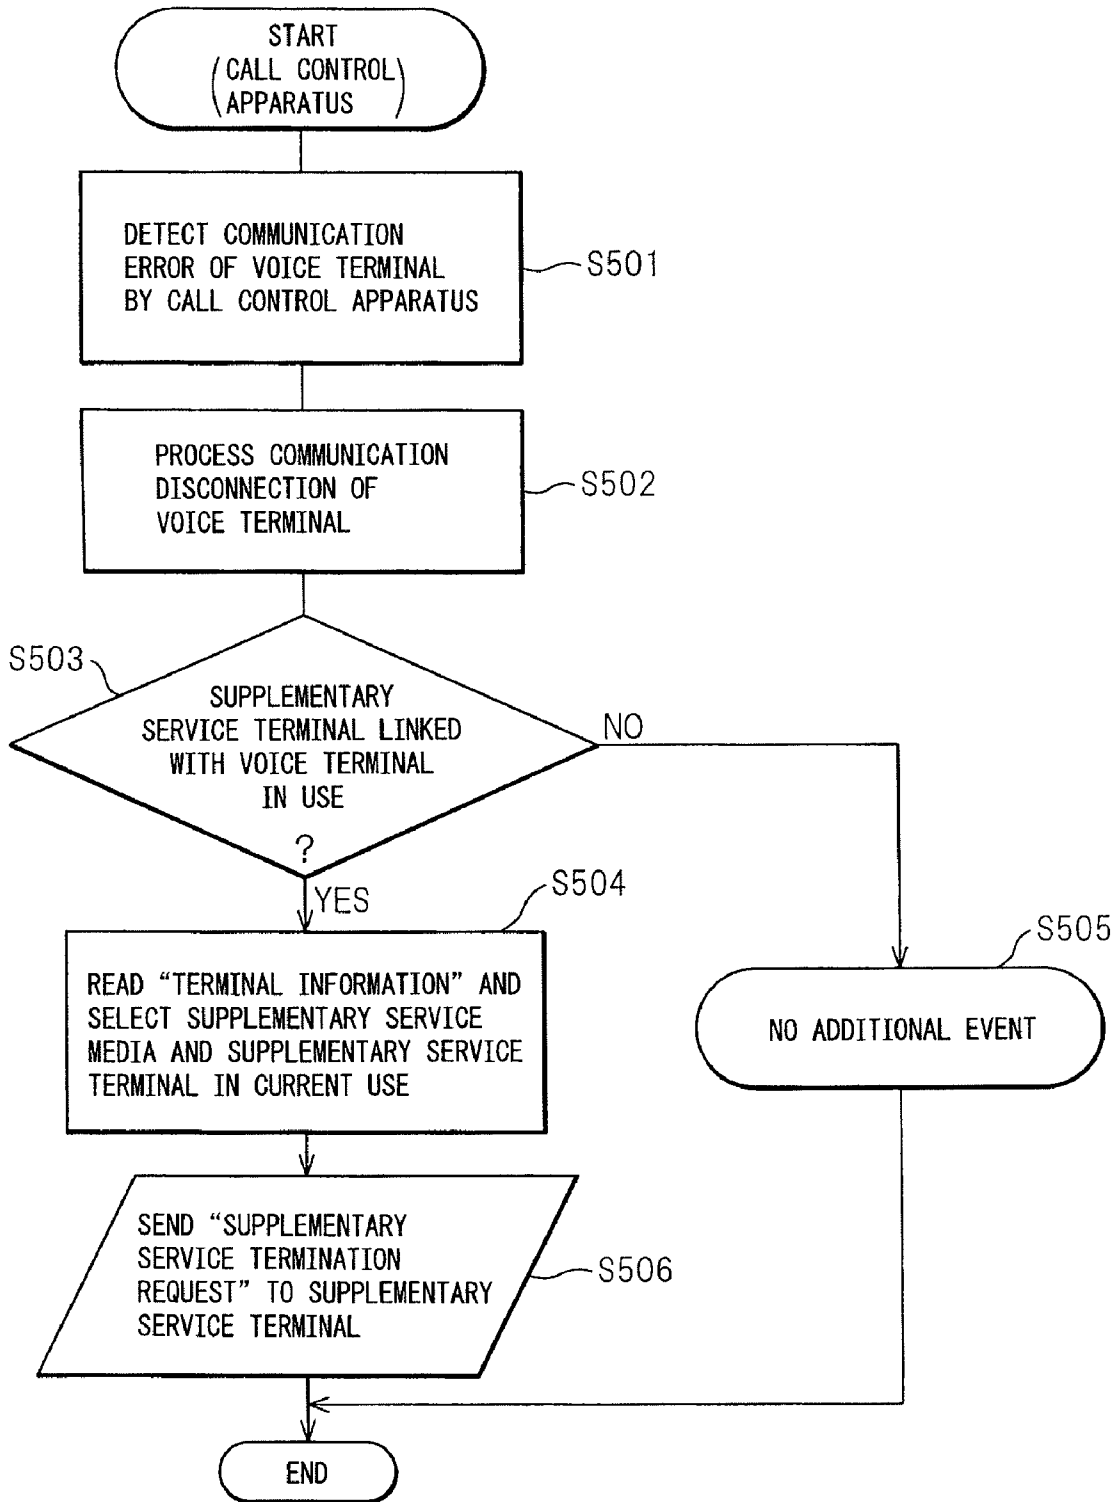 START
(CALL CONTROL
APPARATUS)
DETECT COMMUNICATION
ERROR OF VOICE TERMINAL
BY CALL CONTROL APPARATUS
S501
PROCESS COMMUNICATION
DISCONNECTION OF
VOICE TERMINAL
S502
S503
SUPPLEMENTARY
SERVICE TERMINAL LINKED
WITH VOICE TERMINAL
IN USE
?
NO
YES
S504
READ “TERMINAL INFORMATION” AND
SELECT SUPPLEMENTARY SERVICE
MEDIA AND SUPPLEMENTARY SERVICE
TERMINAL IN CURRENT USE
S505
NO ADDITIONAL EVENT
SEND “SUPPLEMENTARY
SERVICE TERMINATION
REQUEST” TO SUPPLEMENTARY
SERVICE TERMINAL
S506
END